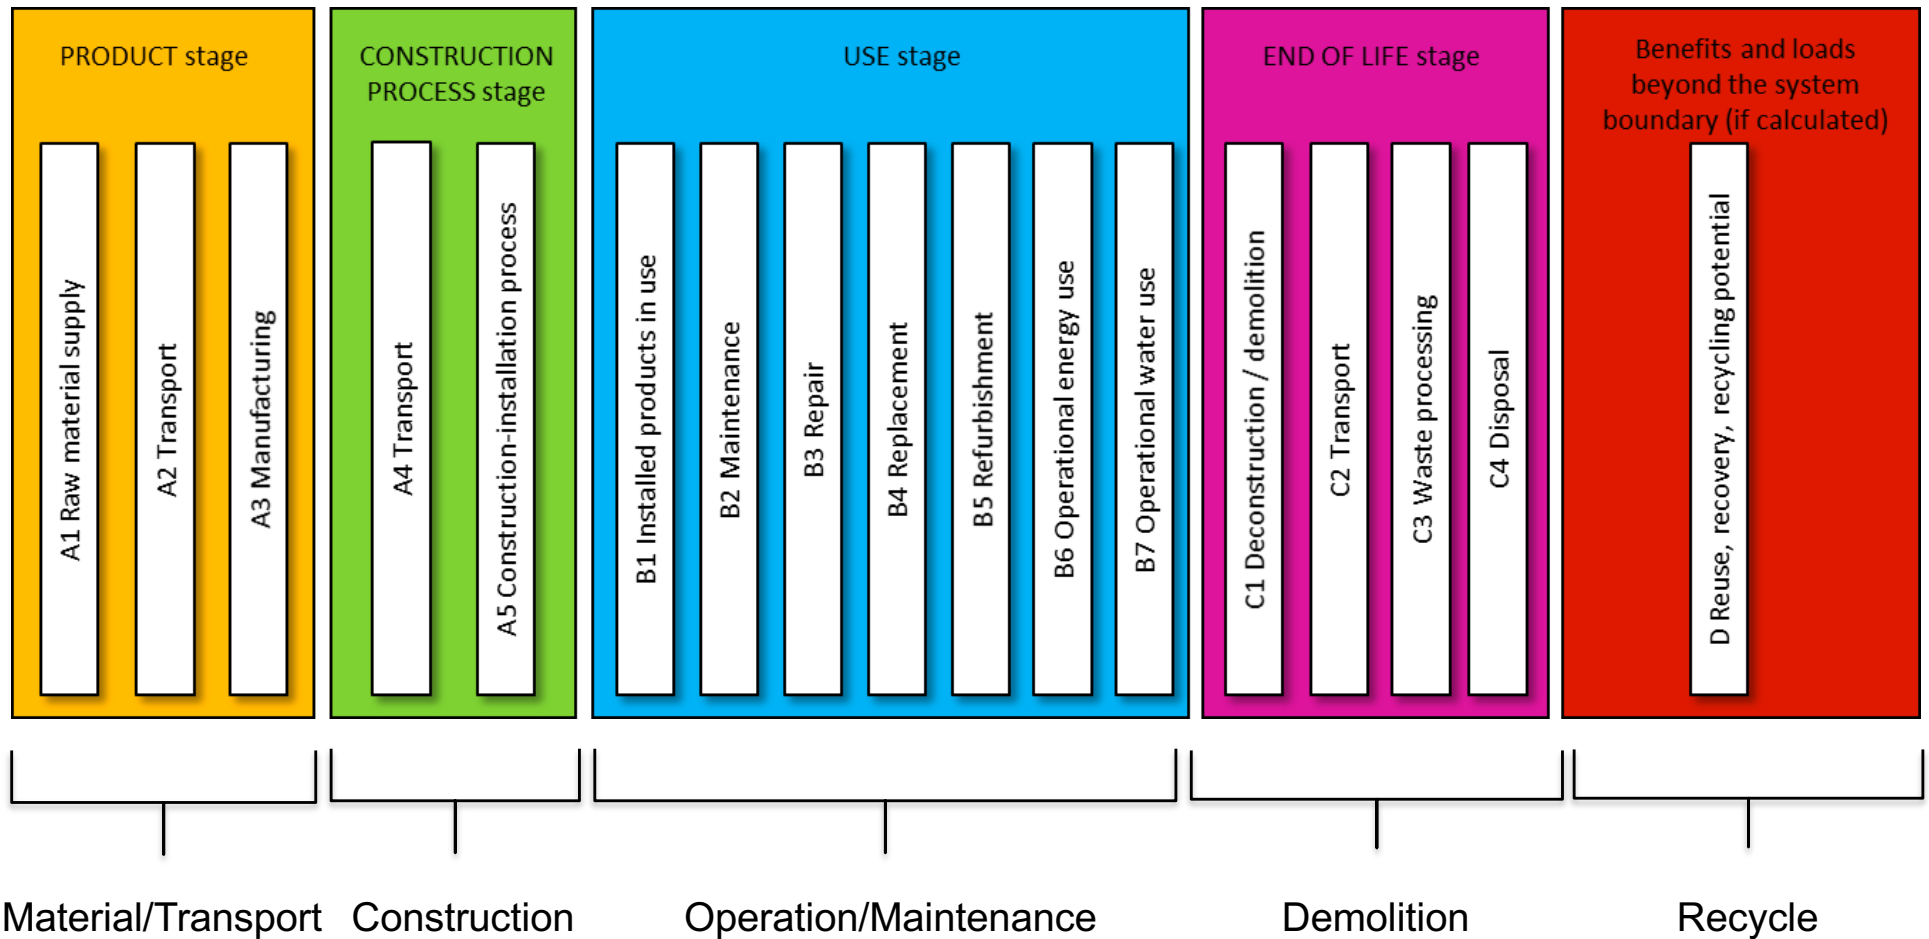 PRODUCT stage
A1 Raw material supply
A2 Transport
A3 Manufacturing
CONSTRUCTION
PROCESS stage
A4 Transport
A5 Construction-installation process
USE stage
B1 Installed products in use
B2 Maintenance
B3 Repair
B4 Replacement
B5 Refurbishment
B6 Operational energy use
B7 Operational water use
END OF LIFE stage
C1 Deconstruction / demolition
C2 Transport
C3 Waste processing
C4 Disposal
Benefits and loads
beyond the system
boundary (if calculated)
D Reuse, recovery, recycling potential
Material/Transport
Construction
Operation/Maintenance
Demolition
Recycle